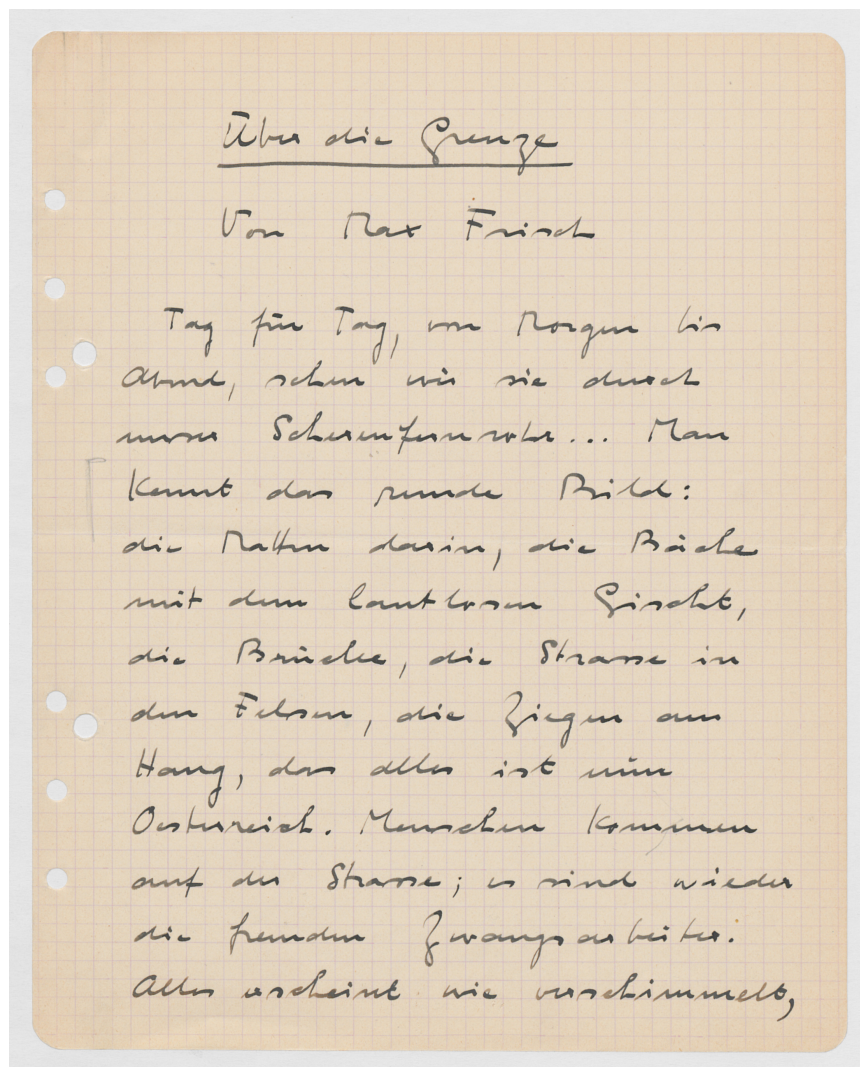 Über die Grenze
Von Max Frisch
Tag für Tag, von Morgen bis
Abend, sehen wir sie durch
unser Scherenfernrohr... Man
kennt das runde Bild:
die Matten darin, die Bäche
mit dem lautlosen Gischt,
die Brücke, die Strasse in
den Felsen, die Ziegen am
Hang, das alles ist nun
Oesterreich. Menschen kommen
auf der Strasse; es sind wieder
die fremden Zwangsarbeiter.
Alles erscheint wie verschimmelt,